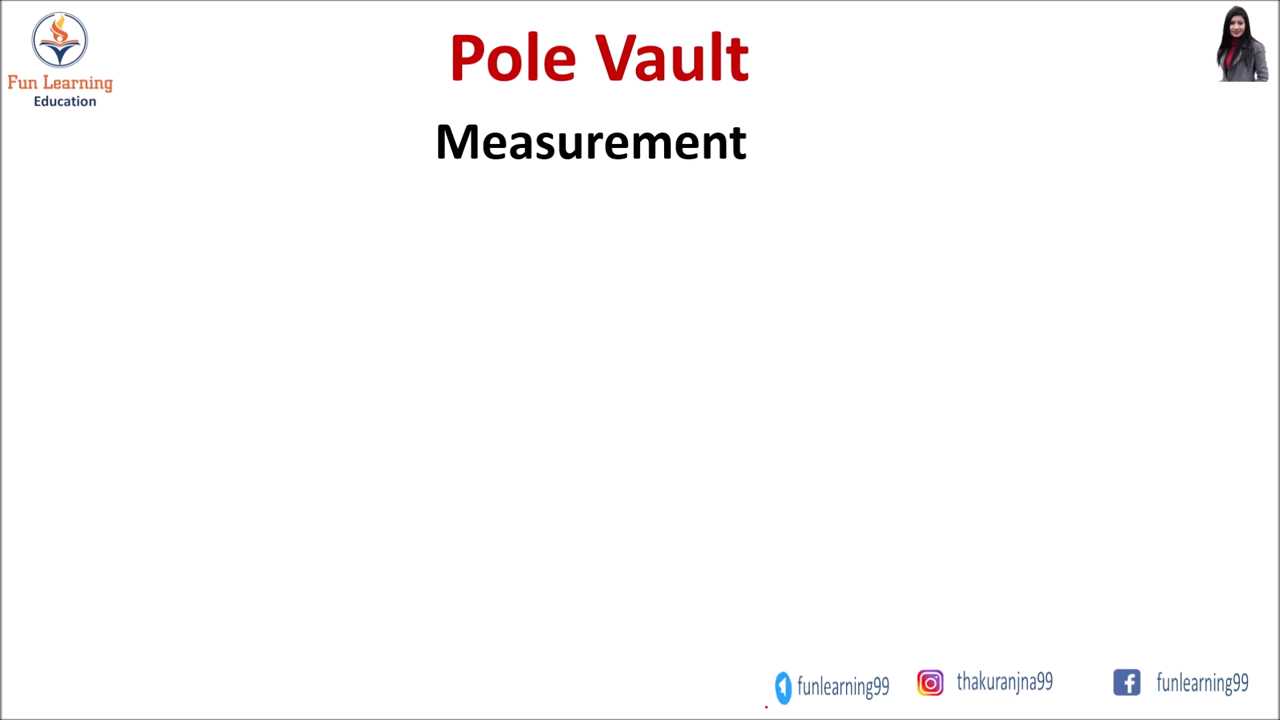 Pole Vault
Fun Learning
Education
Measurement
funlearning99
thakuranjna99
funlearning99